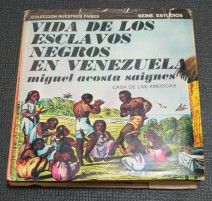 COLECCION NUESTROS PAISES SERIE ESTUDIOS
VIDA DE LOS
ESCLAVOS
NEGROS
EN VENEZUELA
miguel acosta saignes
CASA DE LAS AMERICAS